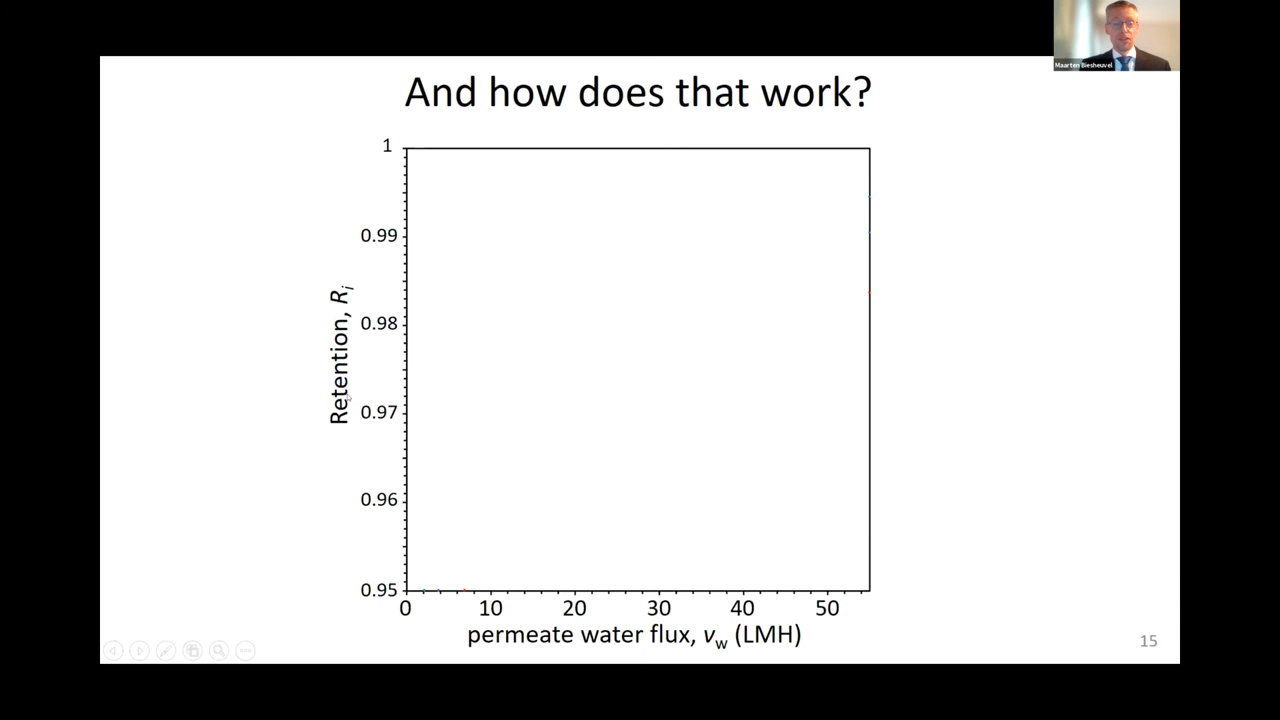 Maarten Biesheuvel
And how does that work?
1
0.99
0.98
0.97
0.96
0.95
Retention, Ri
0 10 20 30 40 50
permeate water flux, vw (LMH)
15